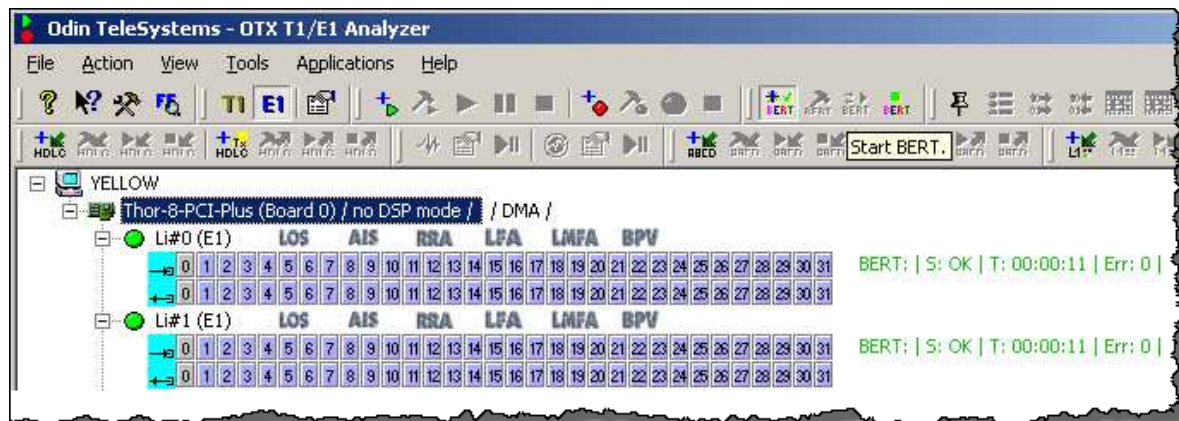 Odin TeleSystems - OTX T1/E1 Analyzer
File Action View Tools Applications Help
T1 E1 BERT BERT BERT BERT
HDLC HDLC ABCD Start BERT.
YELLOW
Thor-8-PCI-Plus (Board 0) / no DSP mode / / DMA /
Li#0 (E1) LOS AIS RRA LFA LMFA BPV
0 1 2 3 4 5 6 7 8 9 10 11 12 13 14 15 16 17 18 19 20 21 22 23 24 25 26 27 28 29 30 31 BERT: | S: OK | T: 00:00:11 | Err: 0 |
0 1 2 3 4 5 6 7 8 9 10 11 12 13 14 15 16 17 18 19 20 21 22 23 24 25 26 27 28 29 30 31
Li#1 (E1) LOS AIS RRA LFA LMFA BPV
0 1 2 3 4 5 6 7 8 9 10 11 12 13 14 15 16 17 18 19 20 21 22 23 24 25 26 27 28 29 30 31 BERT: | S: OK | T: 00:00:11 | Err: 0 |
0 1 2 3 4 5 6 7 8 9 10 11 12 13 14 15 16 17 18 19 20 21 22 23 24 25 26 27 28 29 30 31